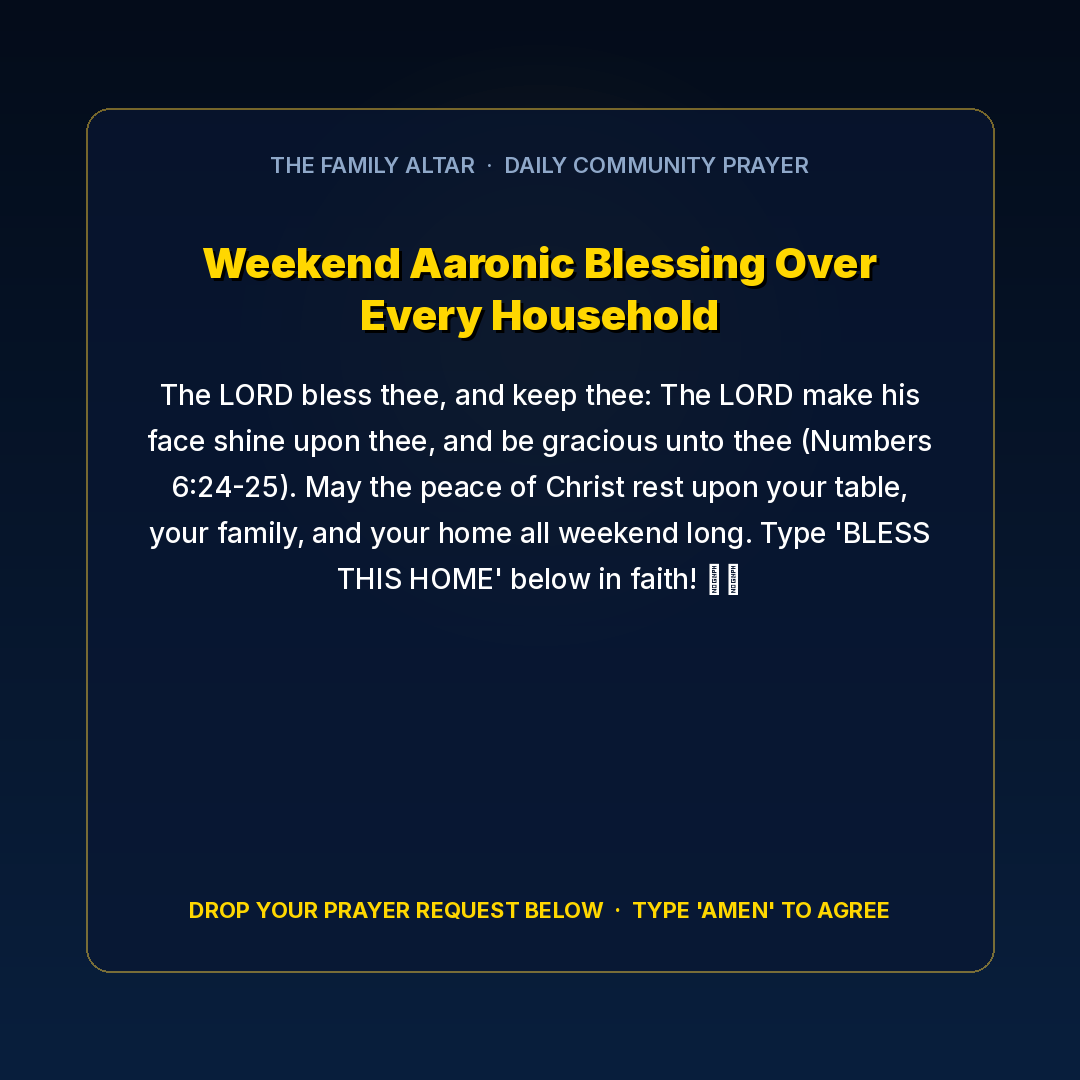 THE FAMILY ALTAR · DAILY COMMUNITY PRAYER
Weekend Aaronic Blessing Over
Every Household
The LORD bless thee, and keep thee: The LORD make his
face shine upon thee, and be gracious unto thee (Numbers
6:24-25). May the peace of Christ rest upon your table,
your family, and your home all weekend long. Type 'BLESS
THIS HOME' below in faith!
DROP YOUR PRAYER REQUEST BELOW · TYPE 'AMEN' TO AGREE